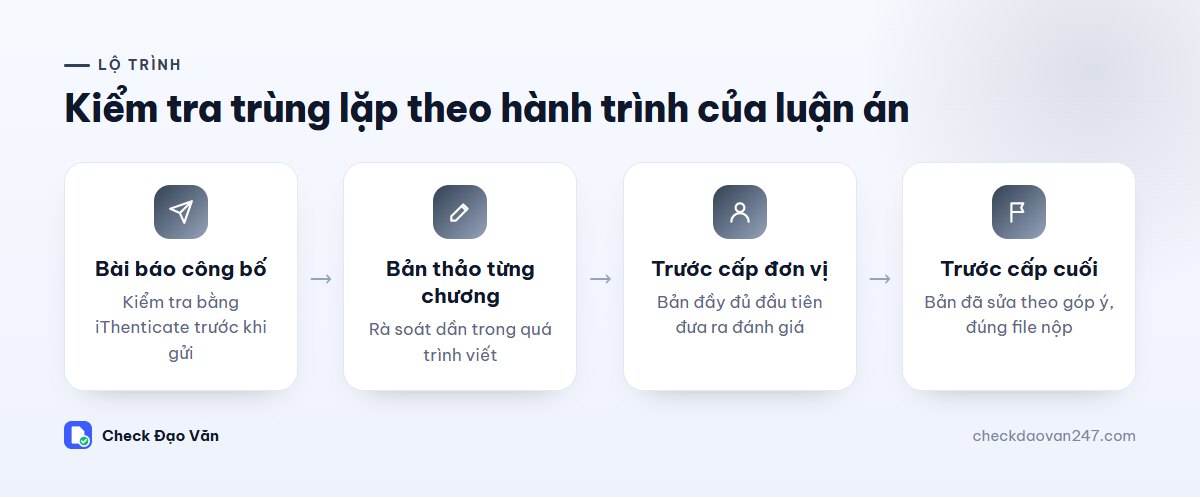 LỘ TRÌNH
Kiểm tra trùng lặp theo hành trình của luận án
Bài báo công bố
Kiểm tra bằng
iThenticate trước khi
gửi
→
Bản thảo từng
chương
Rà soát dần trong quá
trình viết
→
Trước cấp đơn vị
Bản đầy đủ đầu tiên
đưa ra đánh giá
→
Trước cấp cuối
Bản đã sửa theo góp ý,
đúng file nộp
Check Đạo Văn
checkdaovan247.com